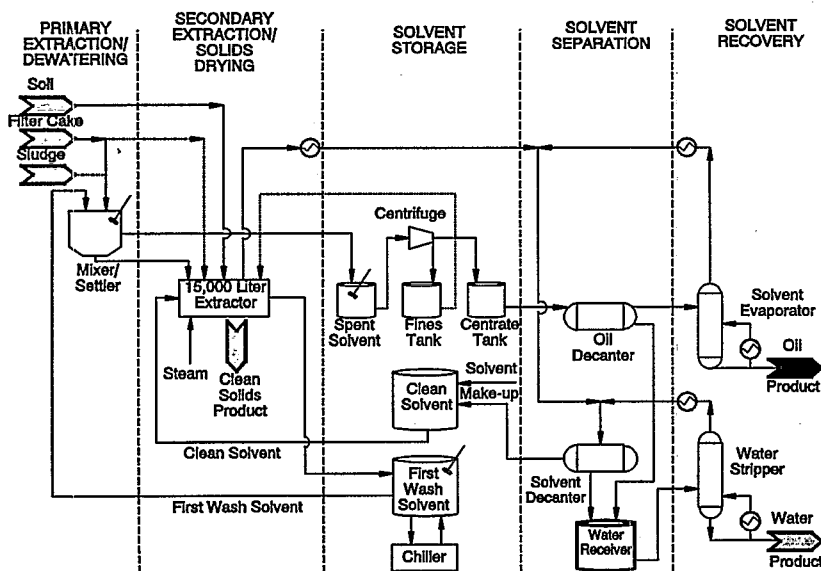 PRIMARY
EXTRACTION/
DEWATERING
SECONDARY
EXTRACTION/
SOLIDS
DRYING
SOLVENT
STORAGE
SOLVENT
SEPARATION
SOLVENT
RECOVERY
Soil
Filter Cake
Sludge
Mixer/
Settler
15,000 Liter
Extractor
Steam
Clean
Solids
Product
Centrifuge
Spent
Solvent
Fines
Tank
Centrate
Tank
Oil
Decanter
Solvent
Evaporator
Oil
Product
Clean
Solvent
Solvent
Make-up
Clean Solvent
First Wash Solvent
First
Wash
Solvent
Chiller
Solvent
Decanter
Water
Receiver
Water
Stripper
Water
Product